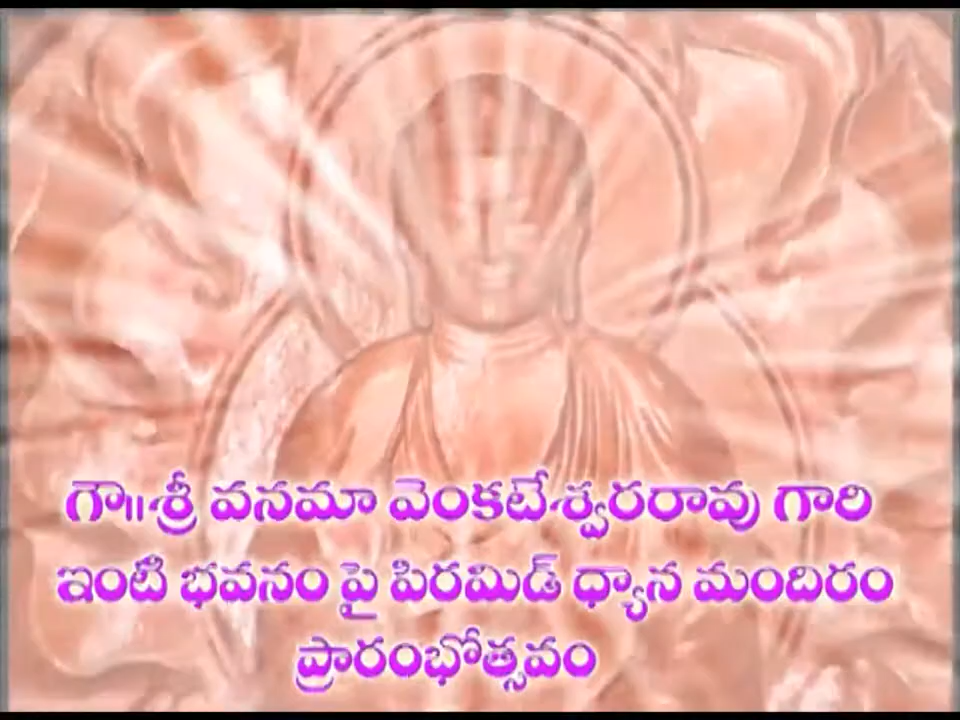 గౌ॥శ్రీ వనమా వెంకటేశ్వరరావు గారి
ఇంటి భవనం పై పిరమిడ్ ధ్యాన మందిరం
ప్రారంభోత్సవం